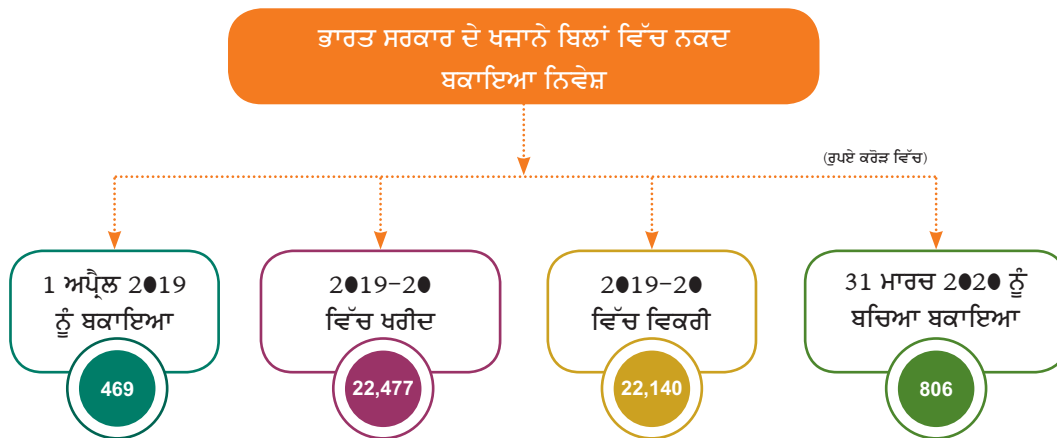 ਭਾਰਤ ਸਰਕਾਰ ਦੇ ਖਜਾਨੇ ਬਿਲਾਂ ਵਿੱਚ ਨਕਦ
ਬਕਾਇਆ ਨਿਵੇਸ਼
(ਰੁਪਏ ਕਰੋੜ ਵਿੱਚ)
1 ਅਪ੍ਰੈਲ 2019
ਨੂੰ ਬਕਾਇਆ
469
2019-20
ਵਿੱਚ ਖਰੀਦ
22,477
2019-20
ਵਿੱਚ ਵਿਕਰੀ
22,140
31 ਮਾਰਚ 2020 ਨੂੰ
ਬਚਿਆ ਬਕਾਇਆ
806